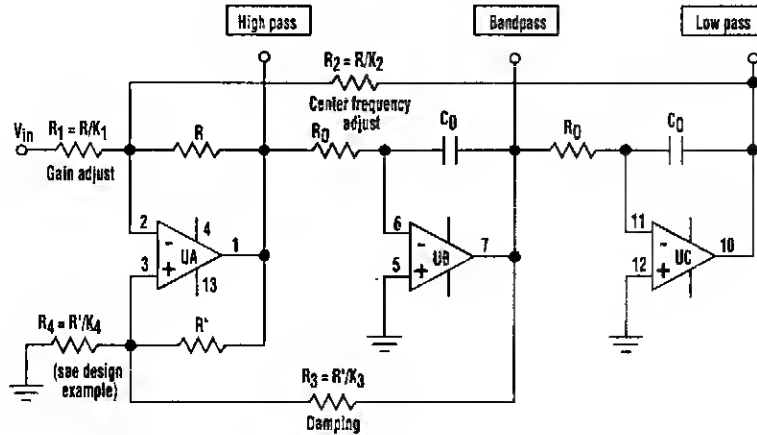 High pass
Bandpass
Low pass
R2 = R/K2
Center frequency
adjust
Vin
R1 = R/K1
Gain adjust
R
R0
C0
R0
C0
2
4
1
UA
3
13
6
7
UB
5
11
10
UC
12
R4 = R'/K4
(see design
example)
R'
R3 = R'/K3
Damping